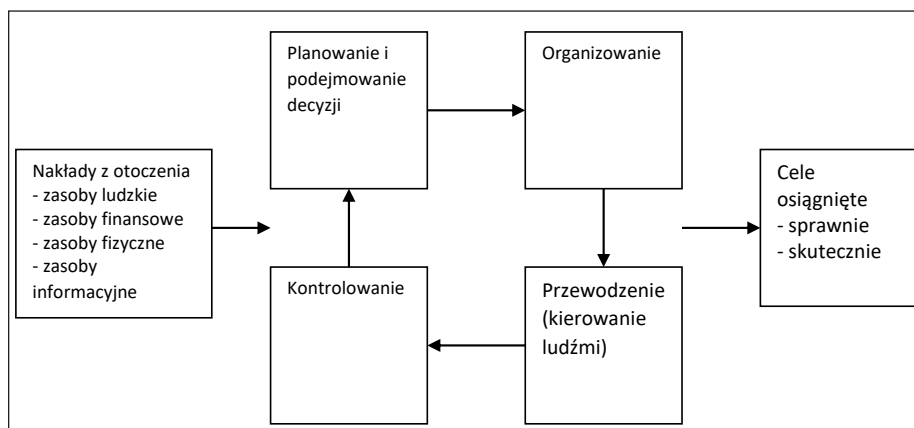 Nakłady z otoczenia
- zasoby ludzkie
- zasoby finansowe
- zasoby fizyczne
- zasoby
informacyjne
Planowanie i
podejmowanie
decyzji
Organizowanie
Kontrolowanie
Przewodzenie
(kierowanie
ludźmi)
Cele
osiągnięte
- sprawnie
- skutecznie